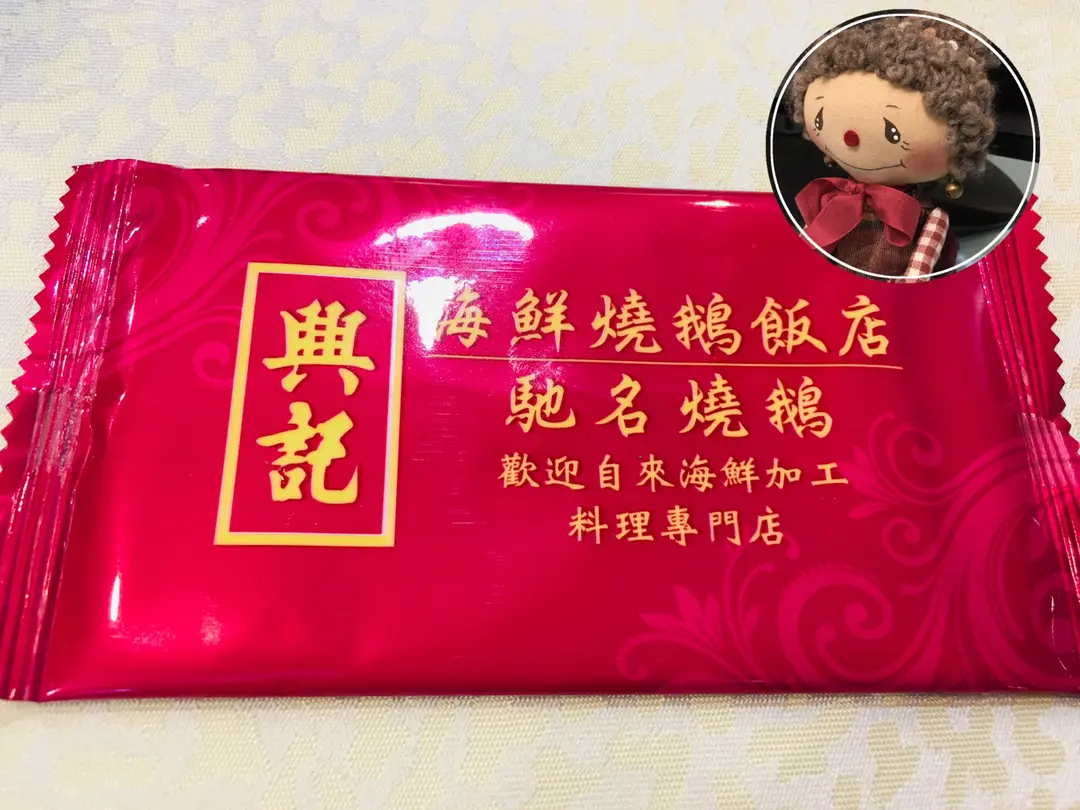 興記
海鮮燒鵝飯店
馳名燒鵝
歡迎自來海鮮加工
料理專門店